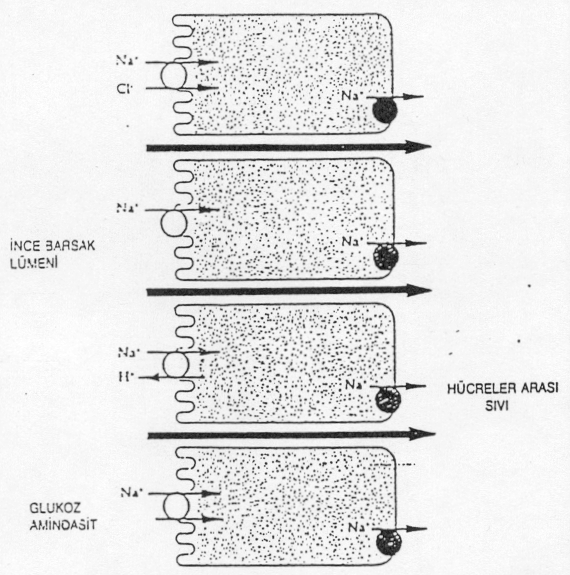 Na⁺
Cl⁻
Na⁺
Na⁺
Na⁺
İNCE BARSAK
LÜMENİ
Na⁺
H⁺
Na⁺
HÜCRELER ARASI
SIVI
Na⁺
GLUKOZ
AMİNOASİT
Na⁺